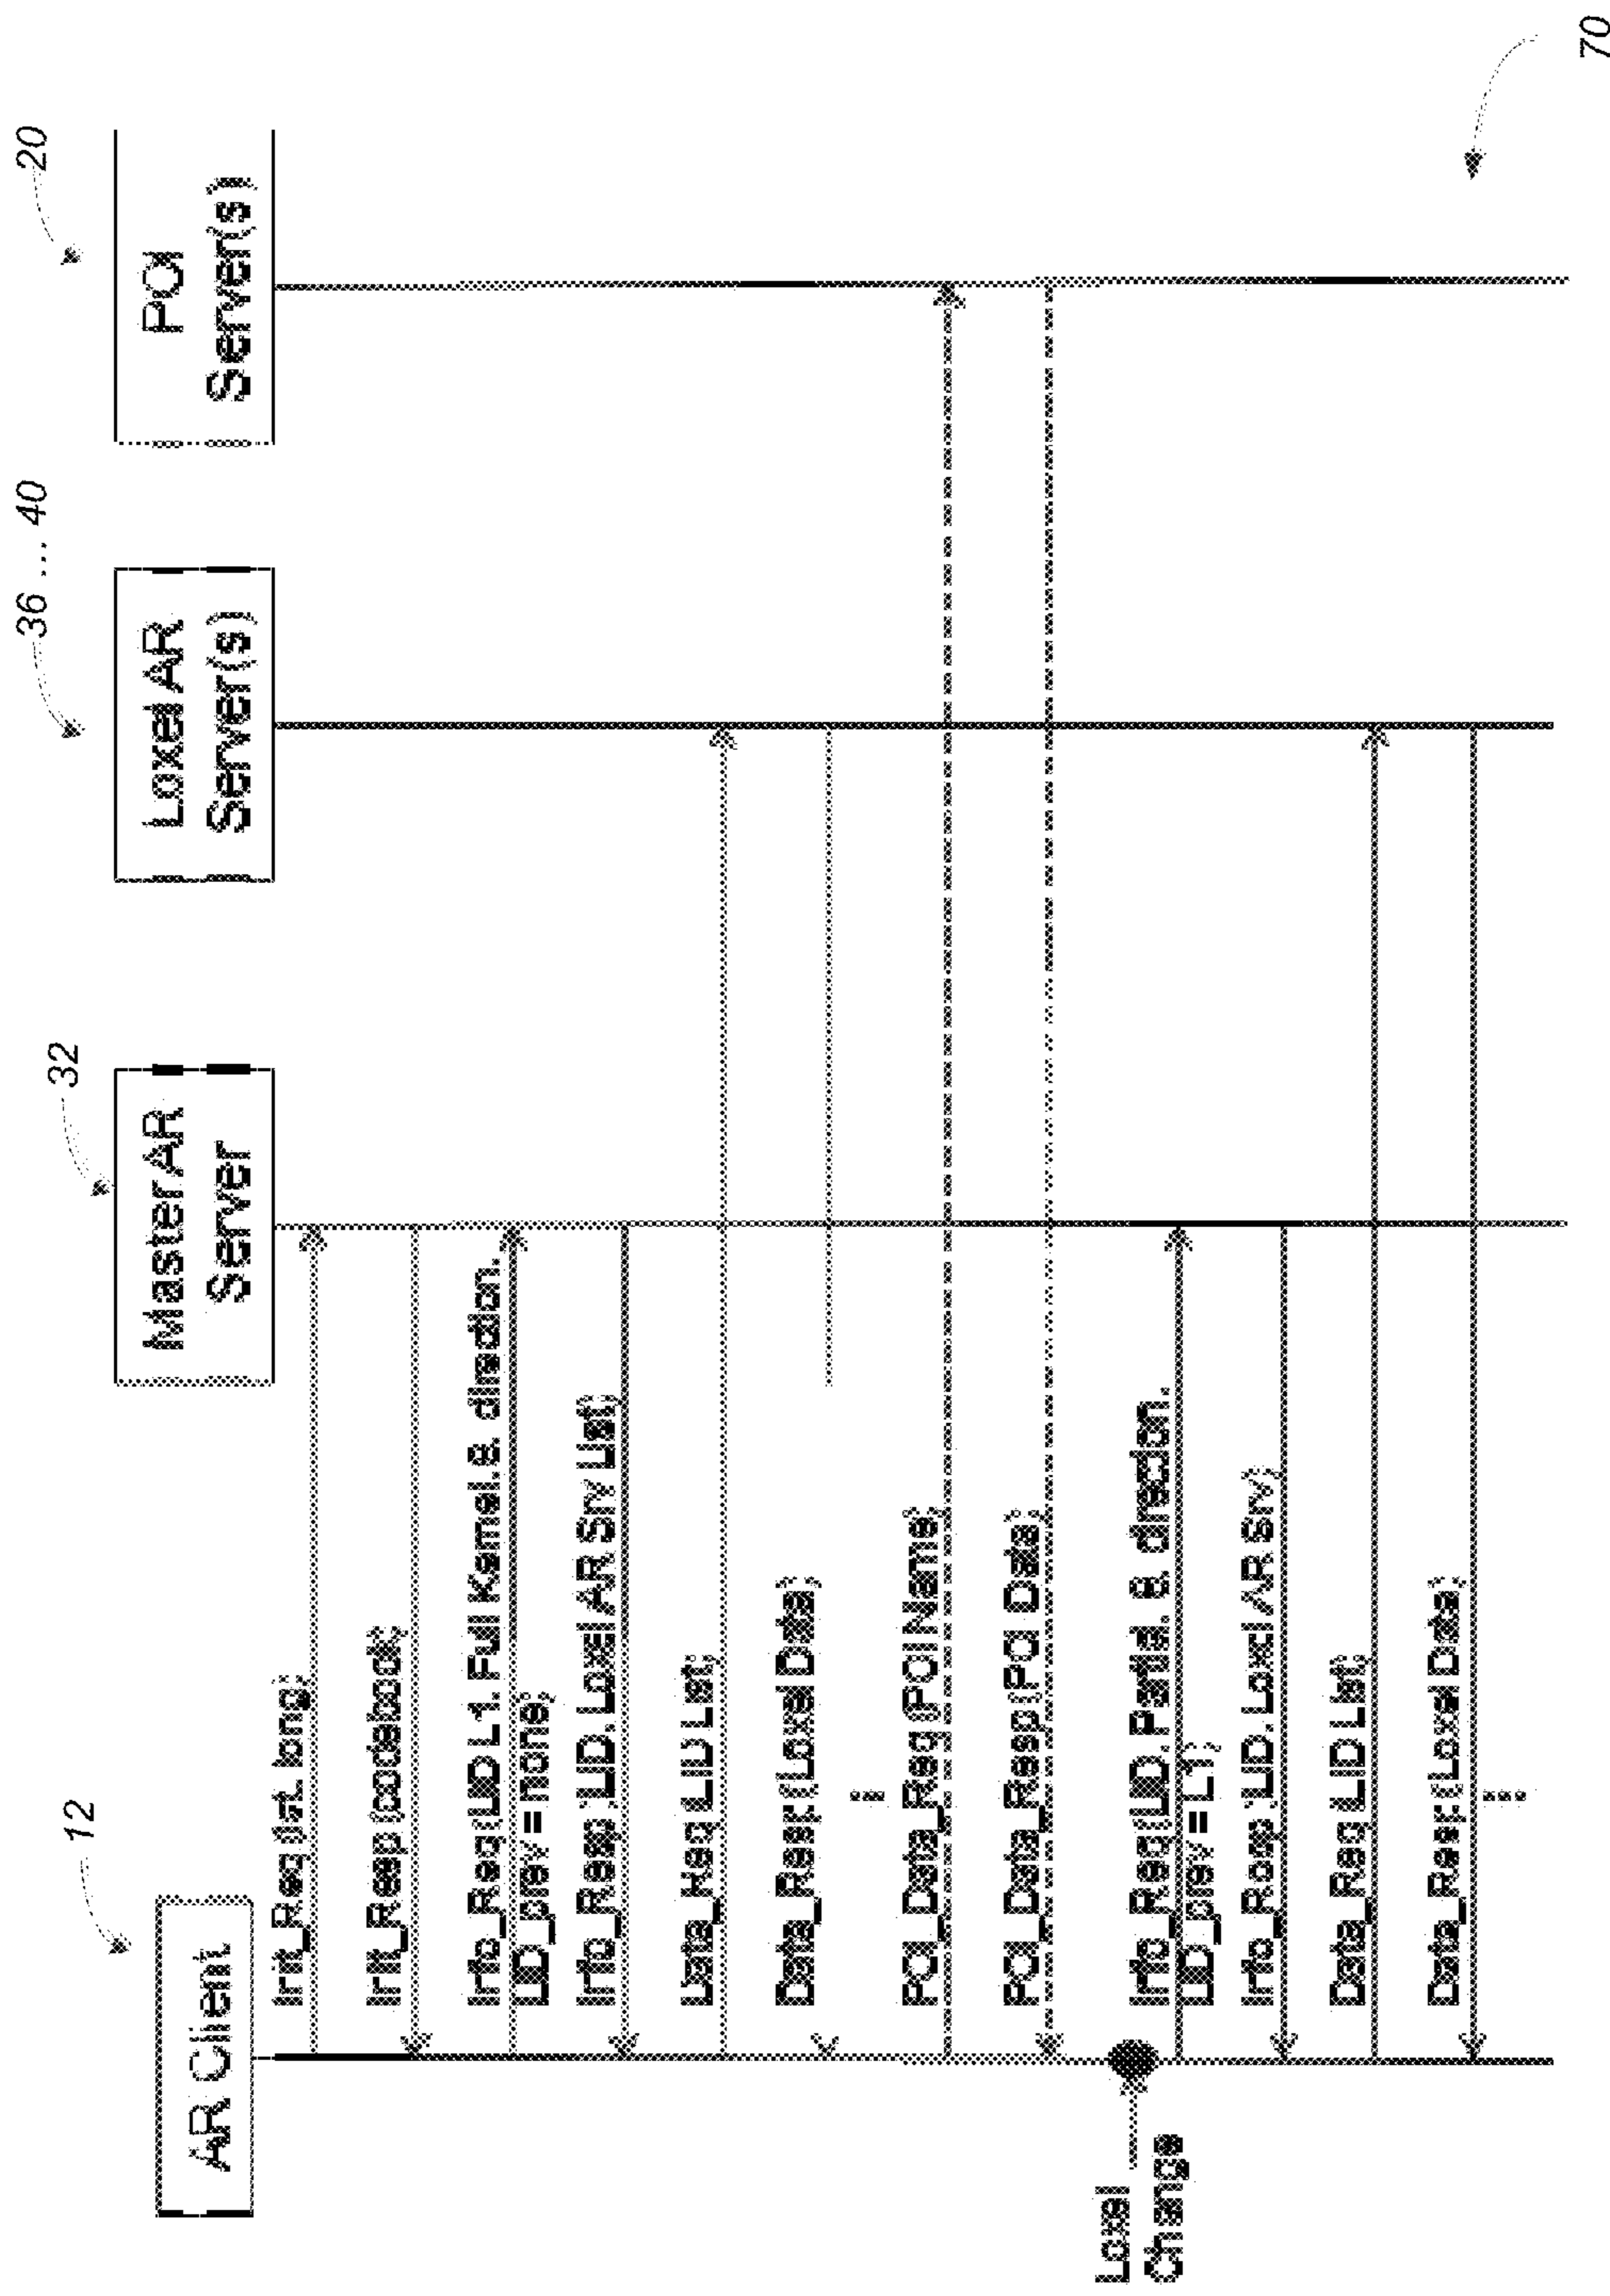 12
32
36 ... 40
20
AR Client
Master AR
Server
Loxel AR
Server(s)
POI
Server(s)
Init_Req (lat, long)
Init_Resp (codebook)
Info_Req (LID L1, Full Kernel, θ, direction,
LID_prev = none)
Info_Resp (LID, Loxel AR Srv List)
Data_Req (LID List)
Data_Resp (Loxel Data)
...
POI_Data_Req (POI Name)
POI_Data_Resp (POI Data)
Loxel
Change
Info_Req (LID, Partial, θ, direction,
LID_prev = L1)
Info_Resp (LID, Loxel AR Srv)
Data_Req (LID List)
Data_Resp (Loxel Data)
...
70